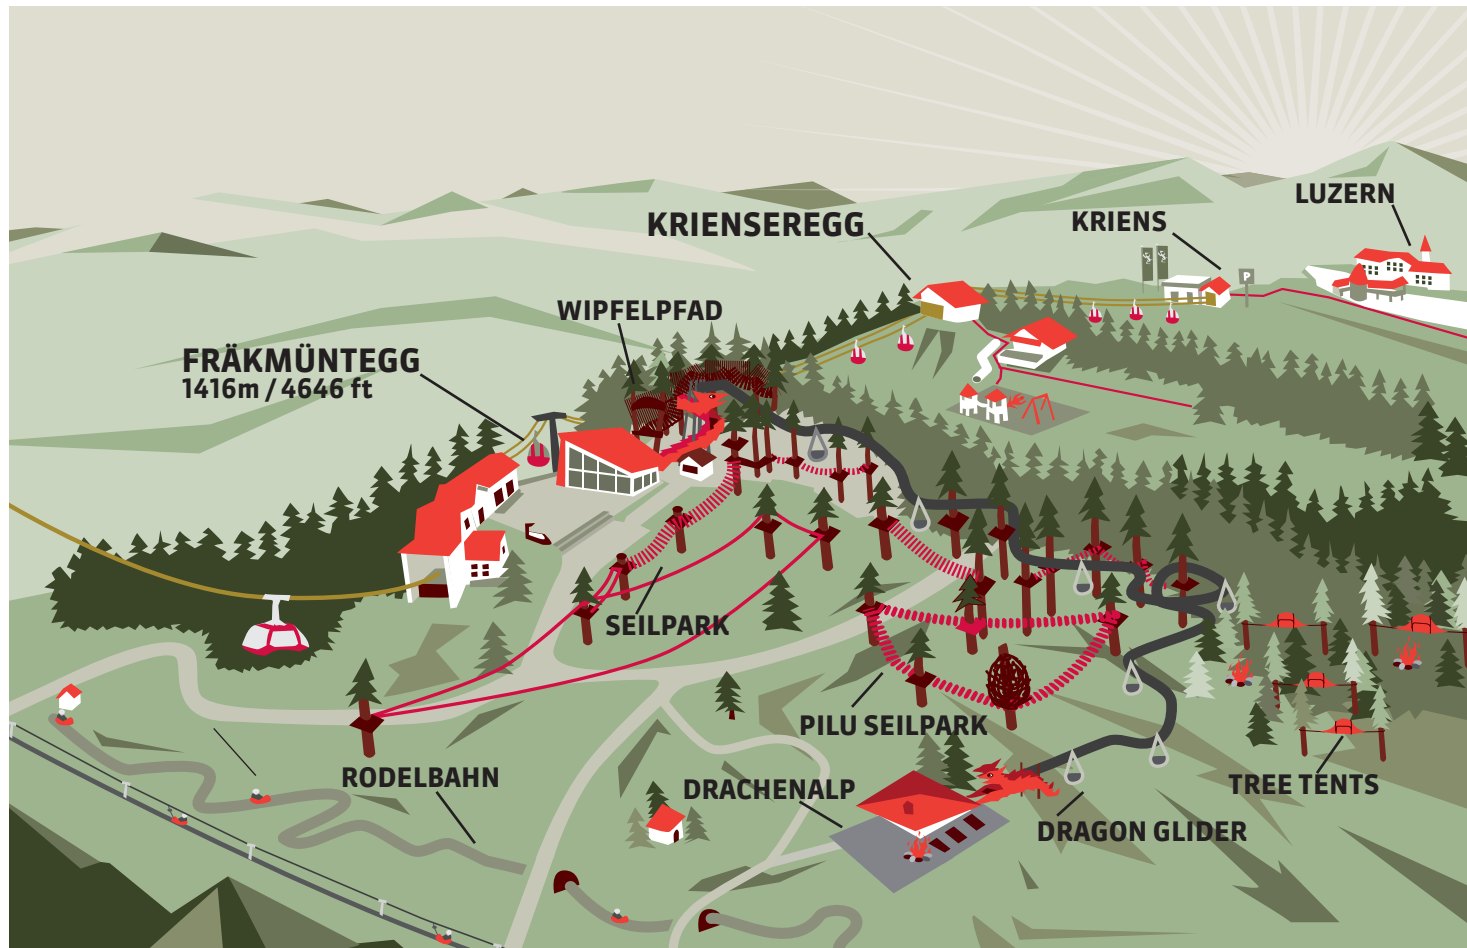 LUZERN
KRIENSEREGG
KRIENS
P
WIPFELPFAD
FRÄKMÜNTEGG
1416m / 4646 ft
SEILPARK
PILU SEILPARK
RODELBAHN
DRACHENALP
TREE TENTS
DRAGON GLIDER